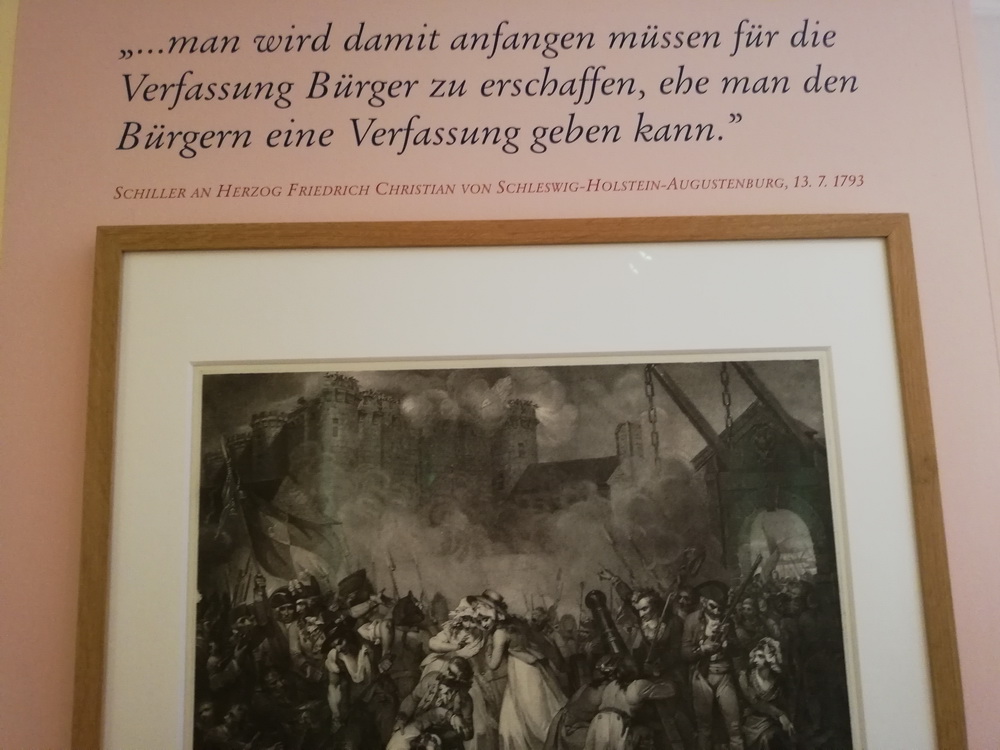 „...man wird damit anfangen müssen für die
Verfassung Bürger zu erschaffen, ehe man den
Bürgern eine Verfassung geben kann.”
Schiller an Herzog Friedrich Christian von Schleswig-Holstein-Augustenburg, 13. 7. 1793